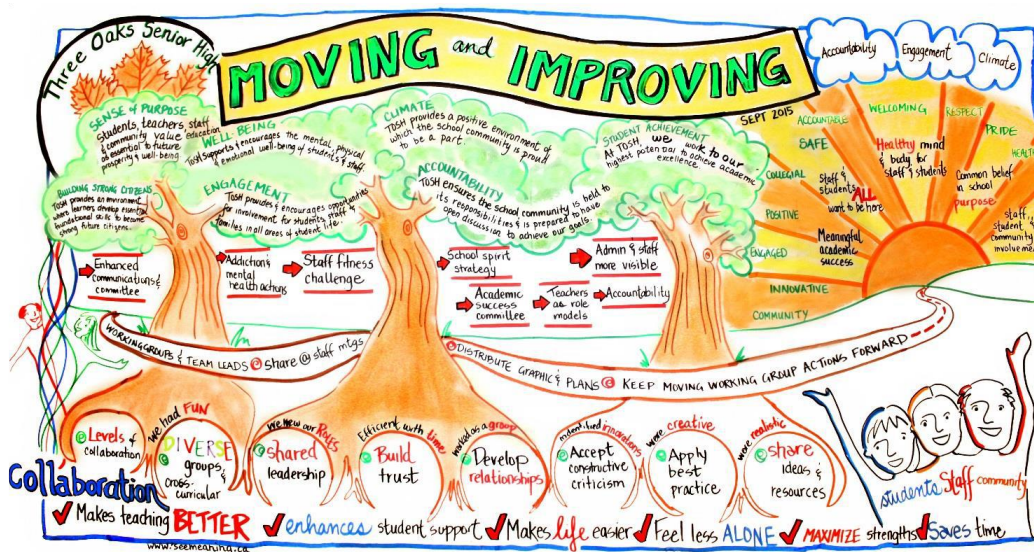 Three Oaks Senior High
MOVING and IMPROVING
SEPT 2015
Accountability
Engagement
Climate
SENSE of PURPOSE
Students, teachers, staff
& community value education
as essential to future
prosperity & well-being
WELL-BEING
TOSH supports & encourages the mental, physical
& emotional well-being of students & staff
CLIMATE
TOSH provides a positive environment of
which the school community is proud
to be a part.
STUDENT ACHIEVEMENT
At TOSH, we work to our
highest potential to achieve academic
excellence.
BUILDING STRONG CITIZENS
TOSH provides an environment
where learners develop essential
foundational skills to become
strong future citizens.
ENGAGEMENT
TOSH provides & encourages opportunities
for involvement for students, staff &
families in all areas of student life.
ACCOUNTABILITY
TOSH ensures the school community is held to
its responsibilities & is prepared to hold
open discussion to achieve our goals.
ACCOUNTABLE
WELCOMING
RESPECT
PRIDE
SAFE
COLLEGIAL
POSITIVE
ENGAGED
INNOVATIVE
COMMUNITY
Healthy mind
& body for
staff & students
Common belief
in school
purpose
Staff &
students ALL
want to be here
Meaningful
academic
success
staff,
student
community
involvement
Enhanced
communications &
committee
Addiction &
mental
health actions
Staff fitness
challenge
School spirit
strategy
Admin & staff
more visible
Academic
success
committee
Teachers
as role
models
Accountability
WORKING GROUPS & TEAM LEADS
Share @ staff mtgs
DISTRIBUTE GRAPHIC & PLANS
KEEP MOVING WORKING GROUP ACTIONS FORWARD
Levels of
collaboration
we had FUN
DIVERSE
groups &
cross-
curricular
we knew our Roles
shared
leadership
Efficient with time
Build
trust
worked as a group
Develop
relationships
indentified innovators
Accept
constructive
criticism
were creative
Apply
best
practice
were realistic
share
ideas &
resources
students Staff community
Collaboration
Makes teaching BETTER
enhances student support
Makes life easier
Feel less ALONE
MAXIMIZE strengths
Saves time